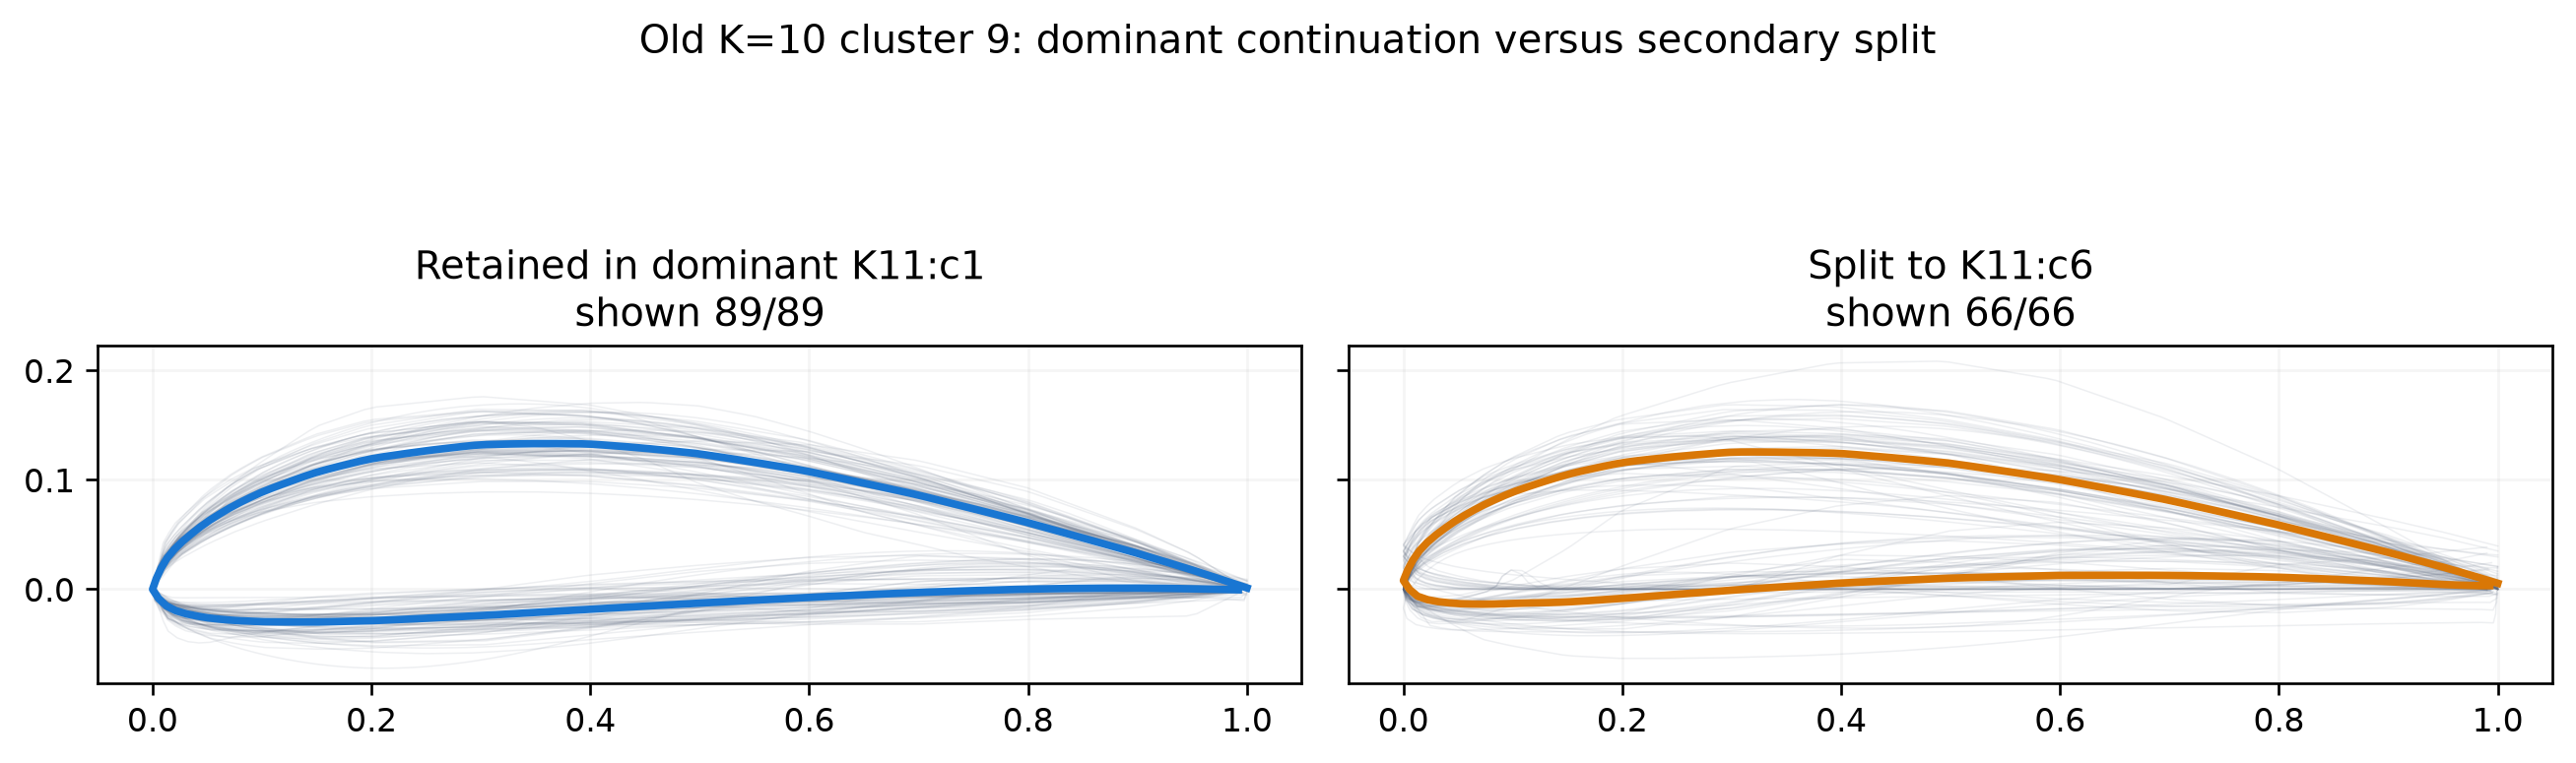 Old K=10 cluster 9: dominant continuation versus secondary split
Retained in dominant K11:c1
shown 89/89
Split to K11:c6
shown 66/66
0.2
0.1
0.0
0.0 0.2 0.4 0.6 0.8 1.0
0.0 0.2 0.4 0.6 0.8 1.0